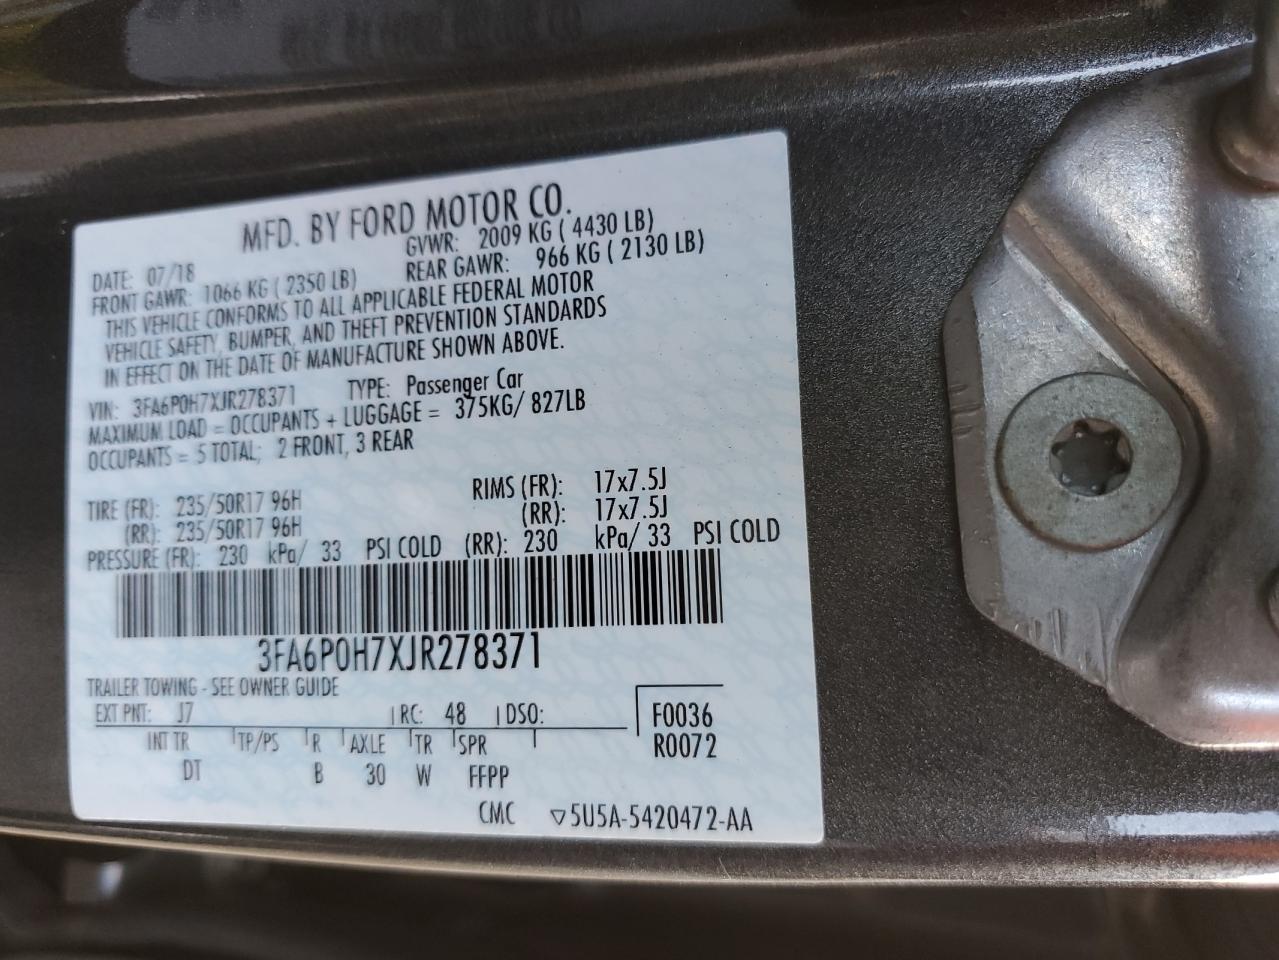 MFD. BY FORD MOTOR CO.
DATE: 07/18 GVWR: 2009 KG ( 4430 LB)
FRONT GAWR: 1066 KG ( 2350 LB) REAR GAWR: 966 KG ( 2130 LB)
THIS VEHICLE CONFORMS TO ALL APPLICABLE FEDERAL MOTOR
VEHICLE SAFETY, BUMPER, AND THEFT PREVENTION STANDARDS
IN EFFECT ON THE DATE OF MANUFACTURE SHOWN ABOVE.
VIN: 3FA6P0H7XJR278371 TYPE: Passenger Car
MAXIMUM LOAD = OCCUPANTS + LUGGAGE = 375KG/ 827LB
OCCUPANTS = 5 TOTAL; 2 FRONT, 3 REAR
TIRE (FR): 235/50R17 96H RIMS (FR): 17x7.5J
(RR): 235/50R17 96H (RR): 17x7.5J
PRESSURE (FR): 230 kPa/ 33 PSI COLD (RR): 230 kPa/ 33 PSI COLD
3FA6P0H7XJR278371
TRAILER TOWING - SEE OWNER GUIDE
EXT PNT: J7 RC: 48 DSO: F0036
INT TR TP/PS R AXLE TR SPR R0072
DT B 30 W FFPP
CMC ▽5U5A-5420472-AA